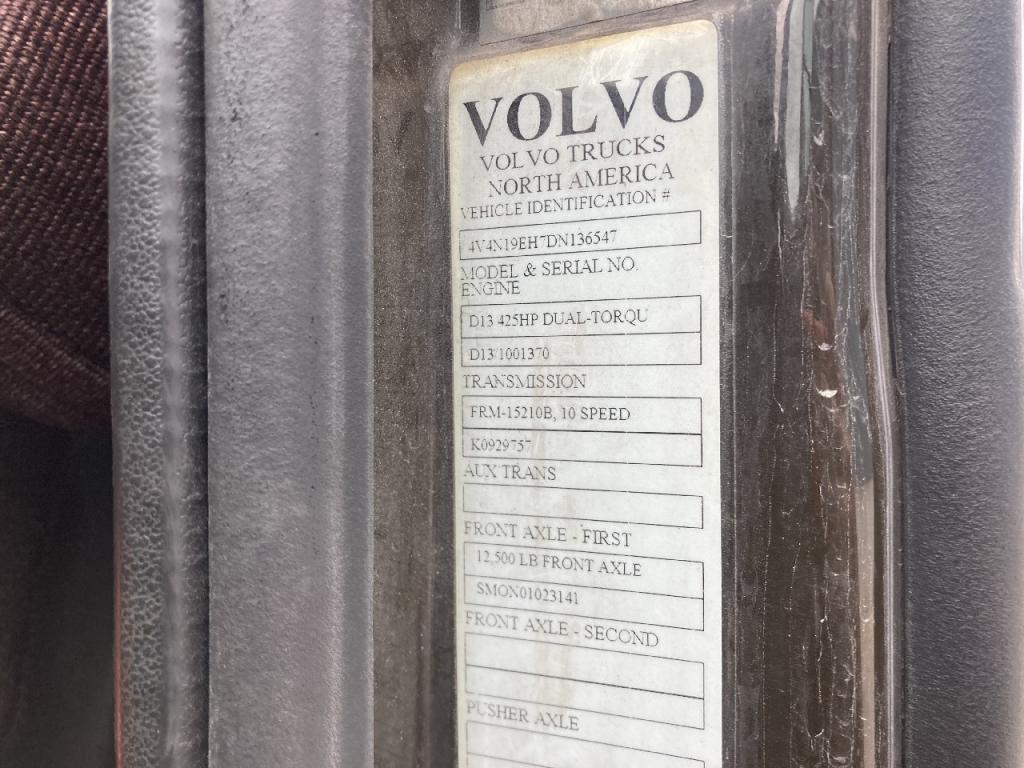 VOLVO
VOLVO TRUCKS
NORTH AMERICA
VEHICLE IDENTIFICATION #
4V4N19EH7DN136547
MODEL & SERIAL NO.
ENGINE
D13 425HP DUAL-TORQU
D13/1001370
TRANSMISSION
FRM-15210B, 10 SPEED
K0929757
AUX TRANS
FRONT AXLE - FIRST
12,500 LB FRONT AXLE
SMON01023141
FRONT AXLE - SECOND
PUSHER AXLE